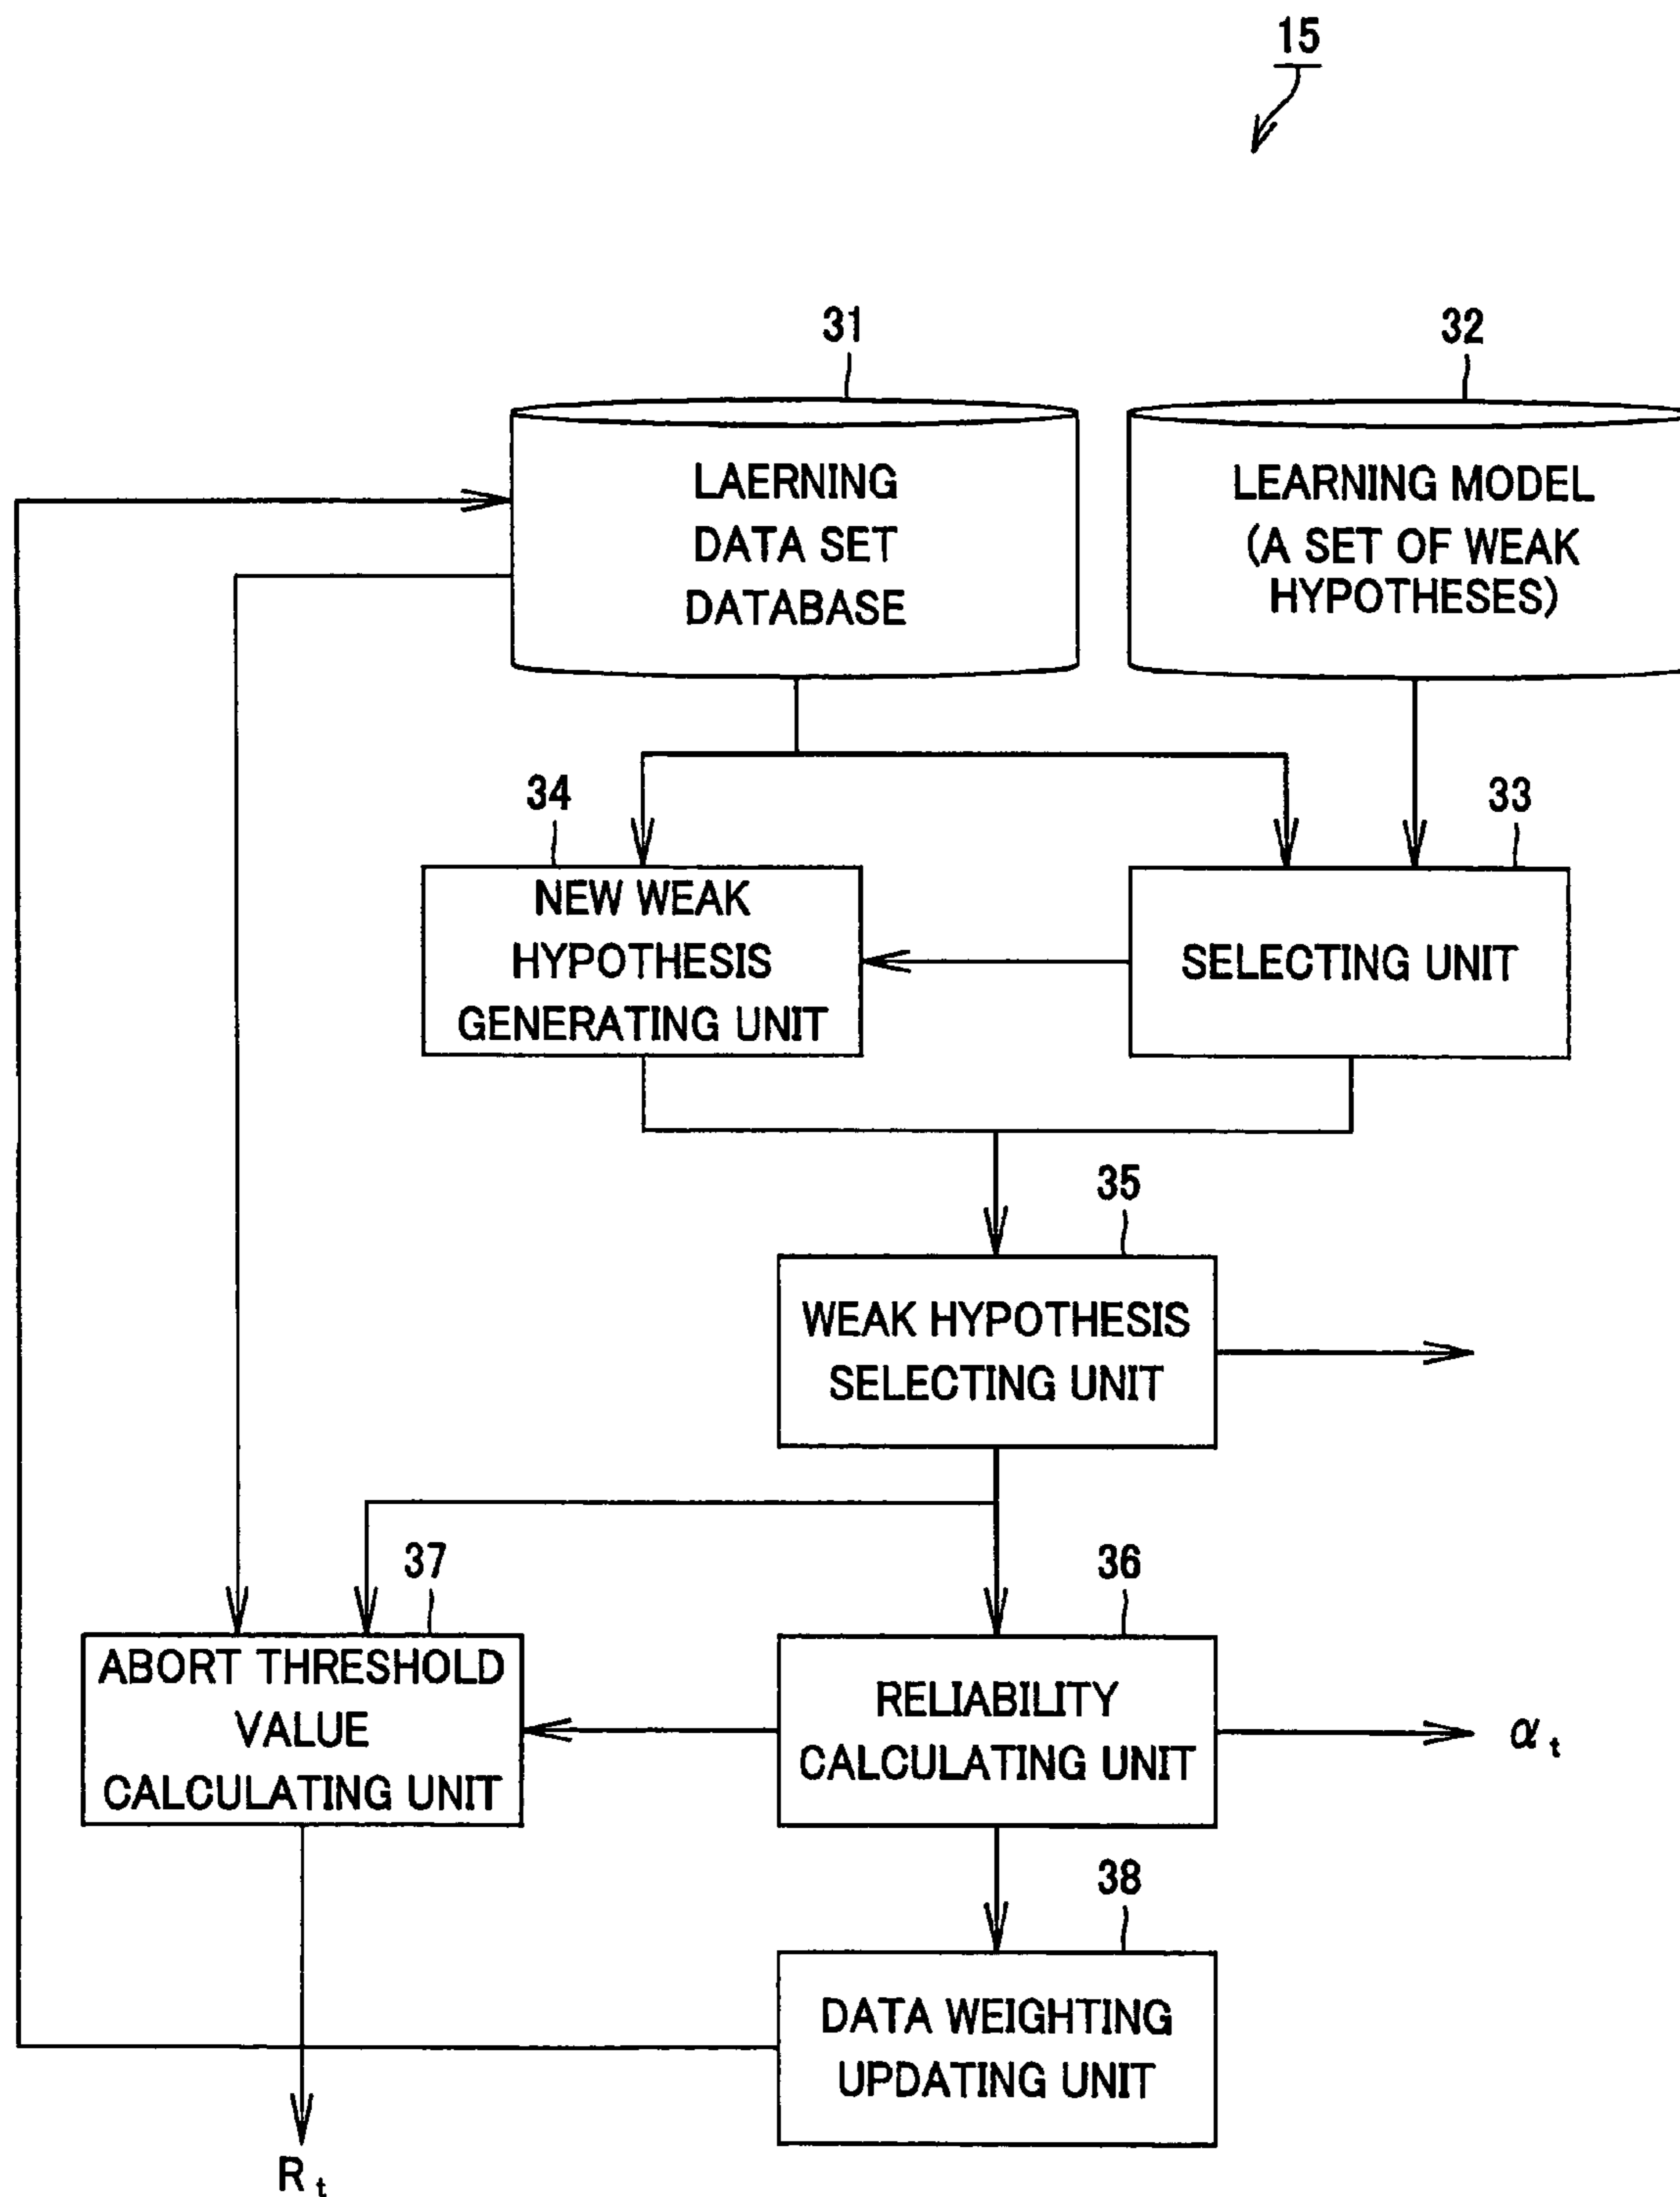 15
31
32
LAERNING
DATA SET
DATABASE
LEARNING MODEL
(A SET OF WEAK
HYPOTHESES)
34
33
NEW WEAK
HYPOTHESIS
GENERATING UNIT
SELECTING UNIT
35
WEAK HYPOTHESIS
SELECTING UNIT
37
36
ABORT THRESHOLD
VALUE
CALCULATING UNIT
RELIABILITY
CALCULATING UNIT
αt
38
DATA WEIGHTING
UPDATING UNIT
Rt